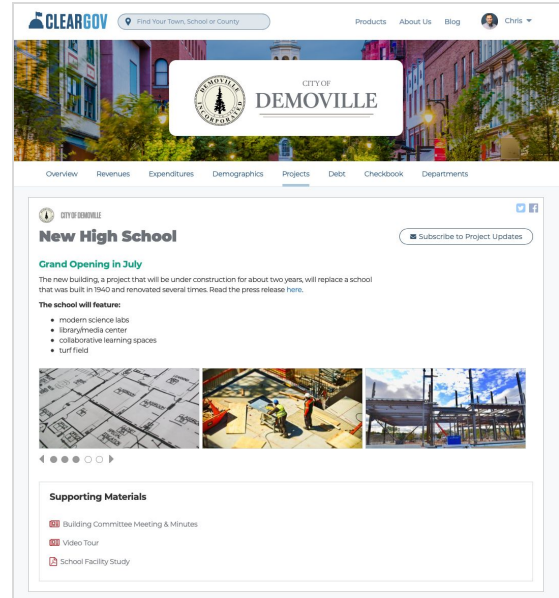 CLEARGOV
Find Your Town, School or County
Products About Us Blog Chris
DEMOVILLE
INCORPORATED
CITY OF
DEMOVILLE
Overview Revenues Expenditures Demographics Projects Debt Checkbook Departments
CITY OF DEMOVILLE
New High School
Subscribe to Project Updates
Grand Opening in July
The new building, a project that will be under construction for about two years, will replace a school
that was built in 1940 and renovated several times. Read the press release here.
The school will feature:
modern science labs
library/media center
collaborative learning spaces
turf field
Supporting Materials
Building Committee Meeting & Minutes
Video Tour
School Facility Study